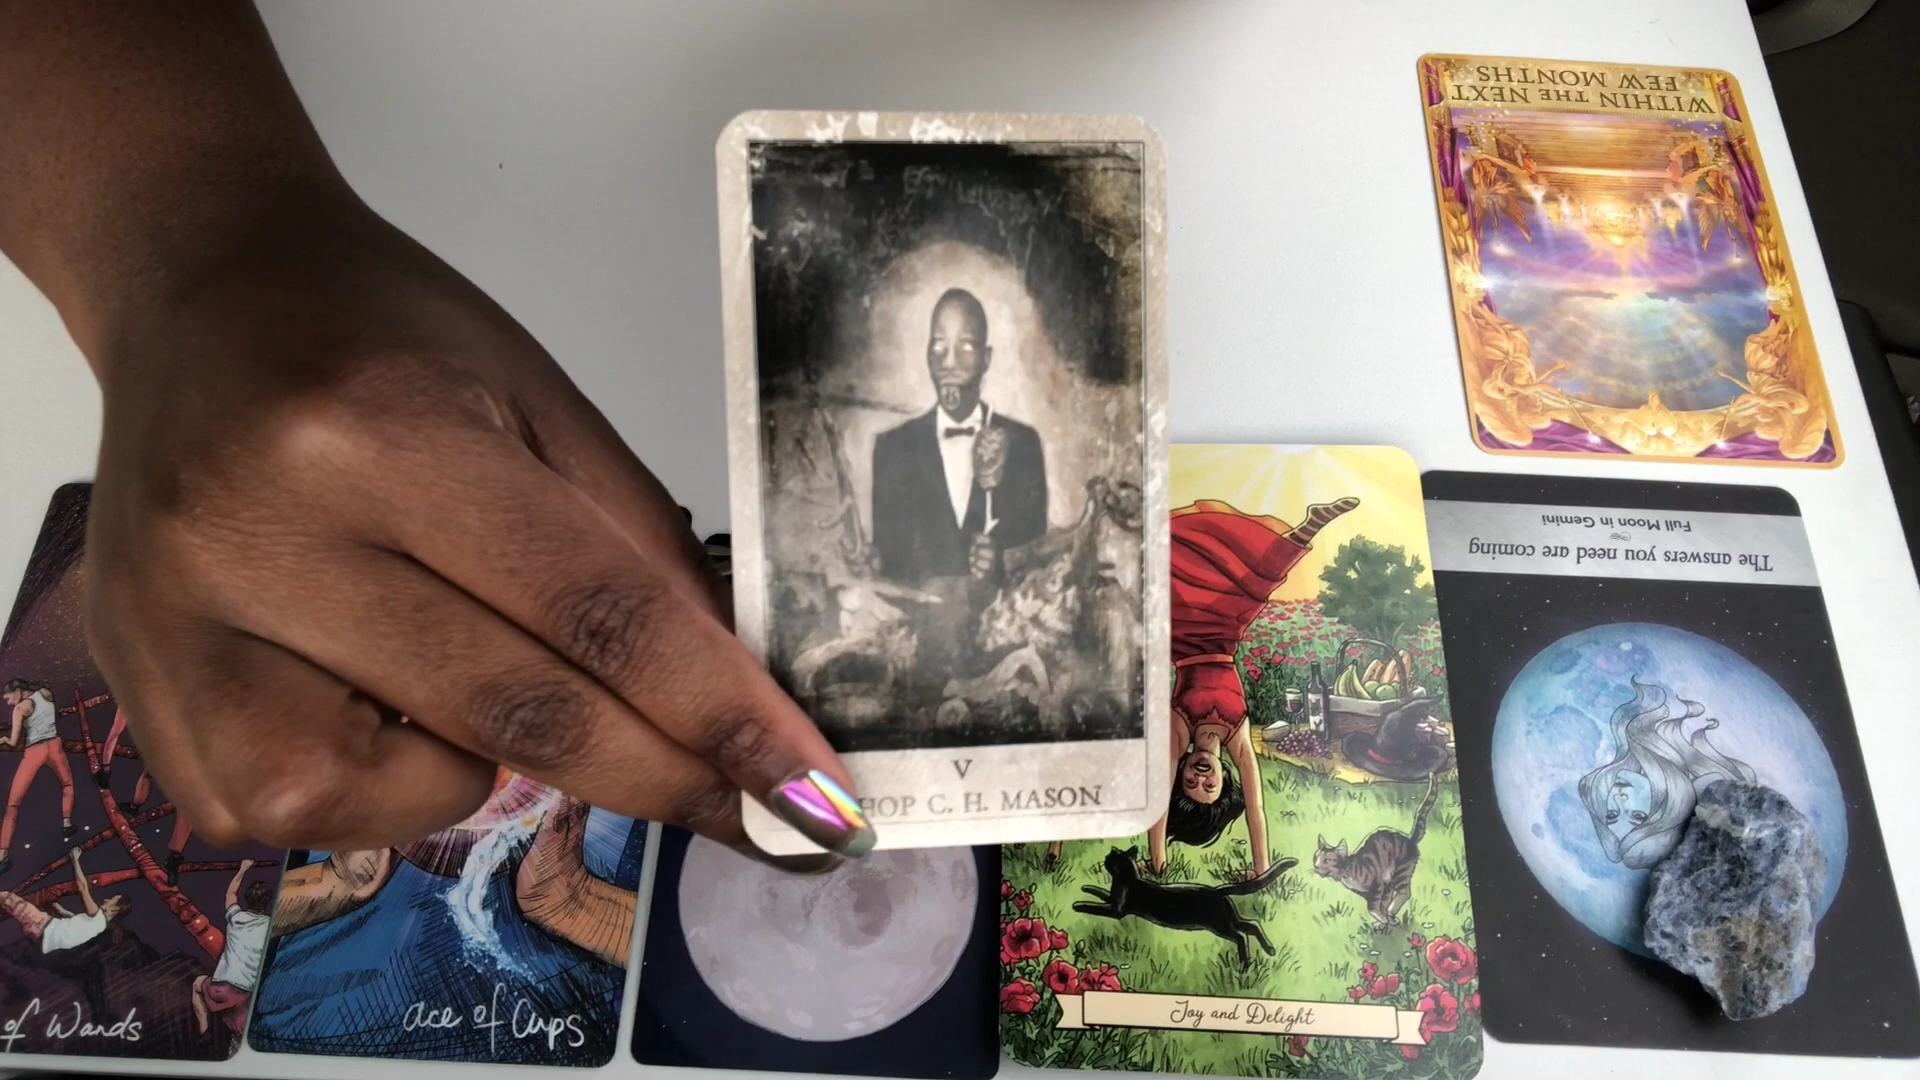 WITHIN THE NEXT
FEW MONTHS
The answers you need are coming
Full Moon in Gemini
V
HOP C. H. MASON
of Wands
ace of Cups
Joy and Delight